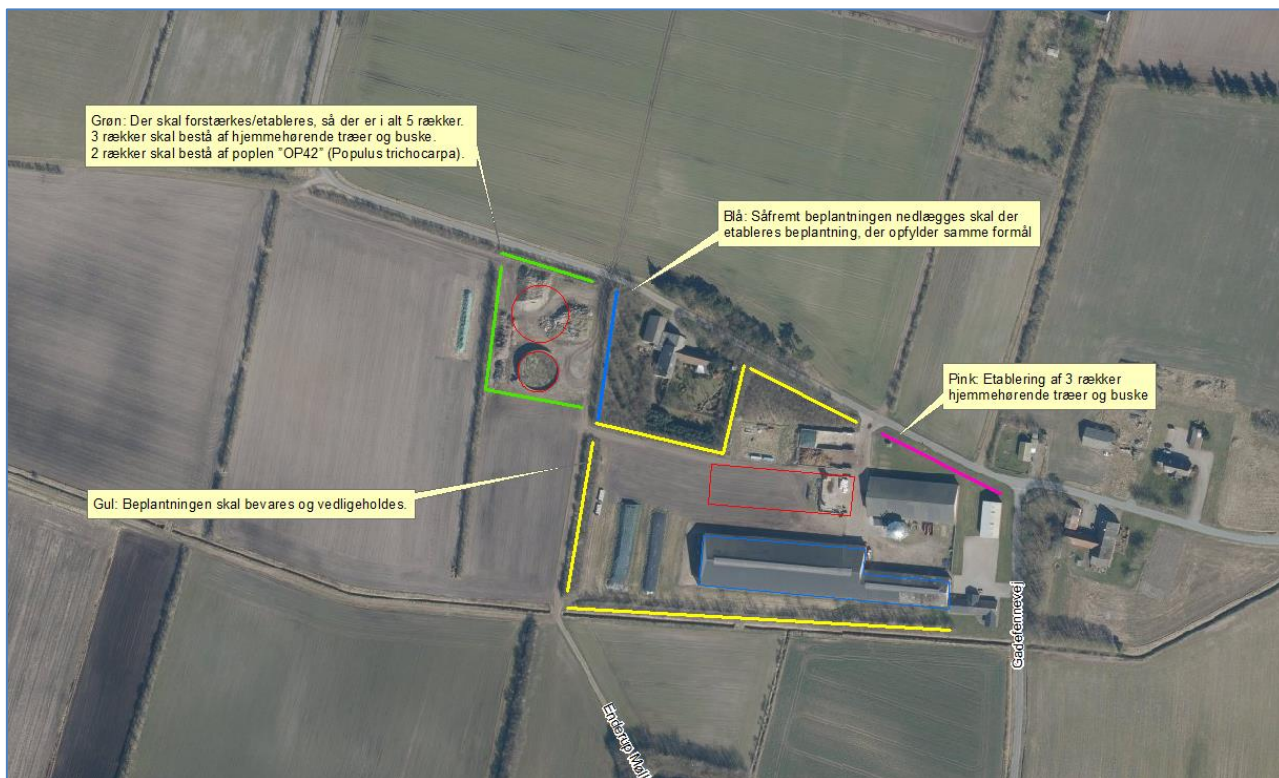 Grøn: Der skal forstærkes/etableres, så der er i alt 5 rækker.
3 rækker skal bestå af hjemmehørende træer og buske.
2 rækker skal bestå af poplen ”OP42” (Populus trichocarpa).
Blå: Såfremt beplantningen nedlægges skal der
etableres beplantning, der opfylder samme formål
Pink: Etablering af 3 rækker
hjemmehørende træer og buske
Gul: Beplantningen skal bevares og vedligeholdes.
Gadefennevej
Enderup Møl